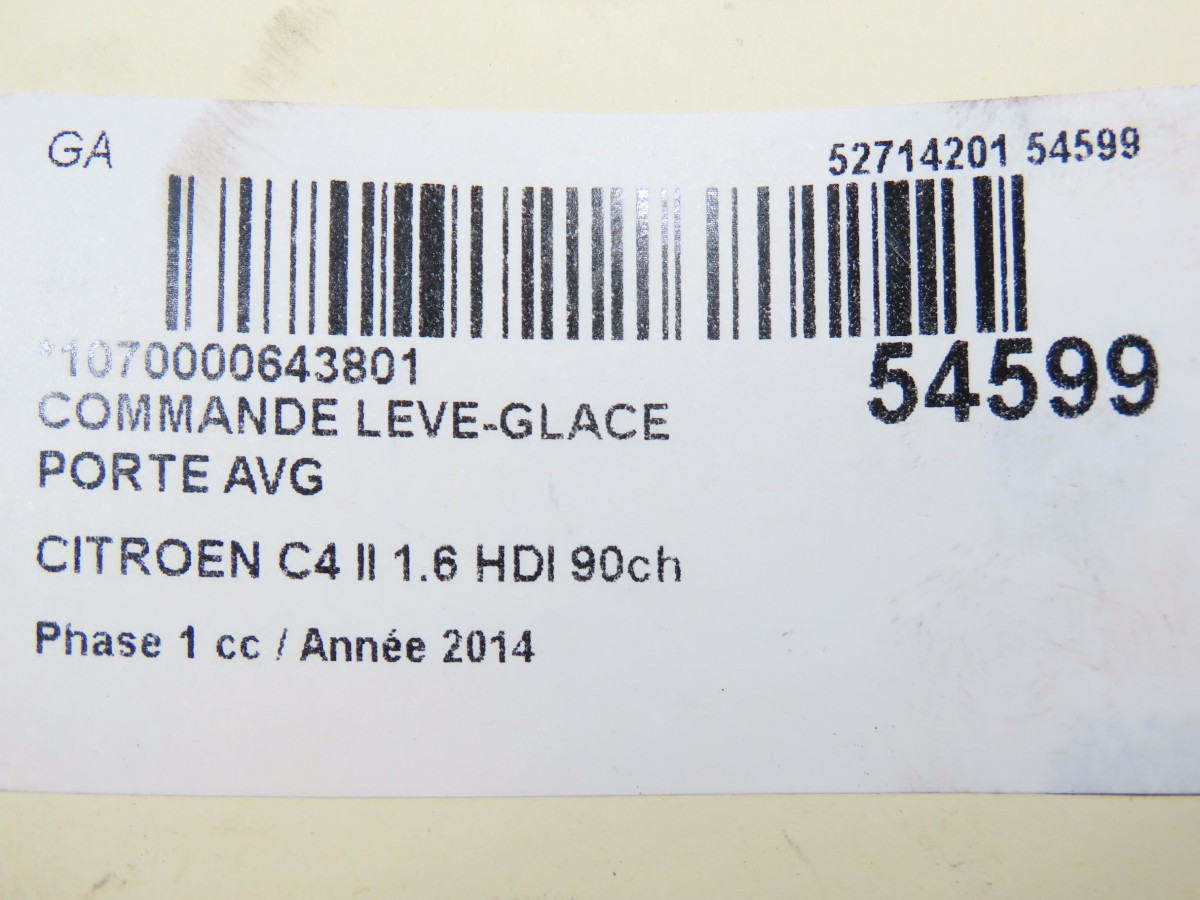 GA
52714201 54599
*1070000643801
54599
COMMANDE LEVE-GLACE
PORTE AVG
CITROEN C4 II 1.6 HDI 90ch
Phase 1 cc / Année 2014